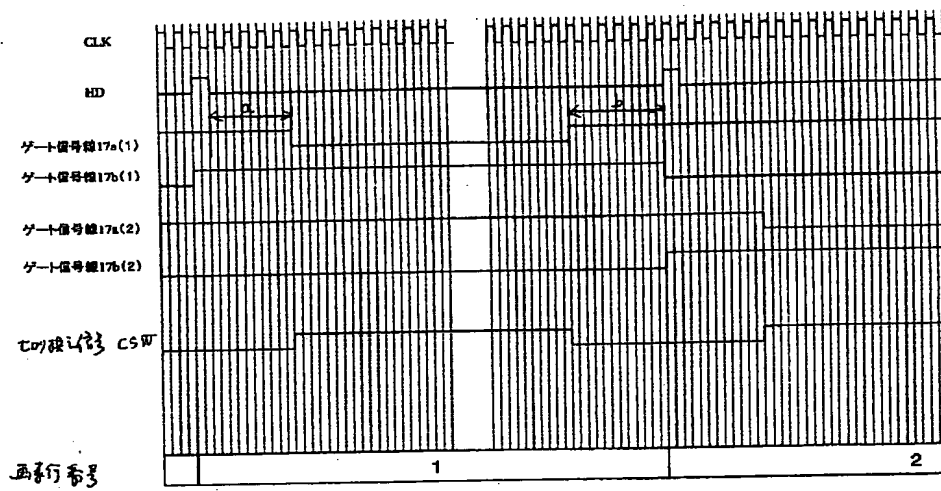 CLK
HD
a
b
ゲート信号線17a(1)
ゲート信号線17b(1)
ゲート信号線17a(2)
ゲート信号線17b(2)
切り換え信号 CSW
画素行番号
1
2